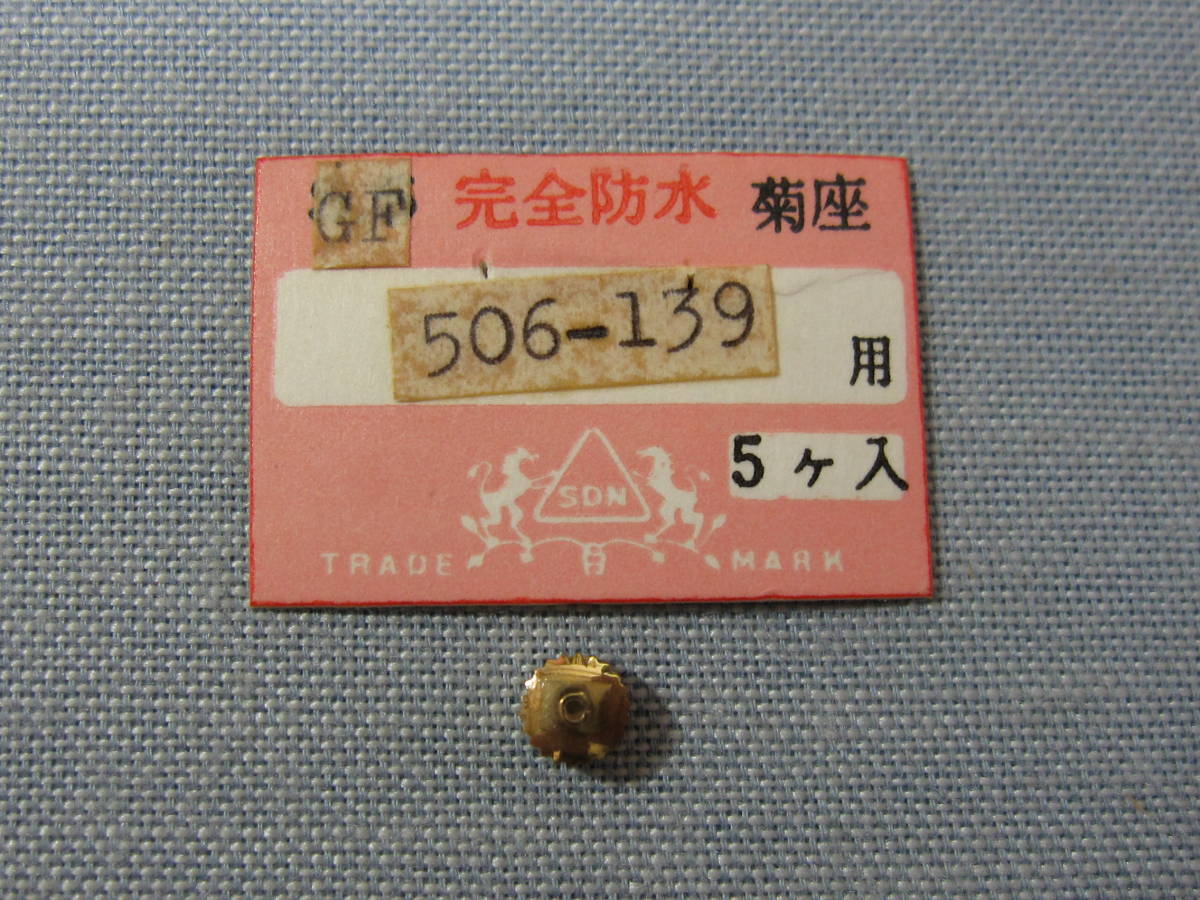 GF 完全防水 菊座
506-139
用
5ヶ入
SDN
TRADE MARK